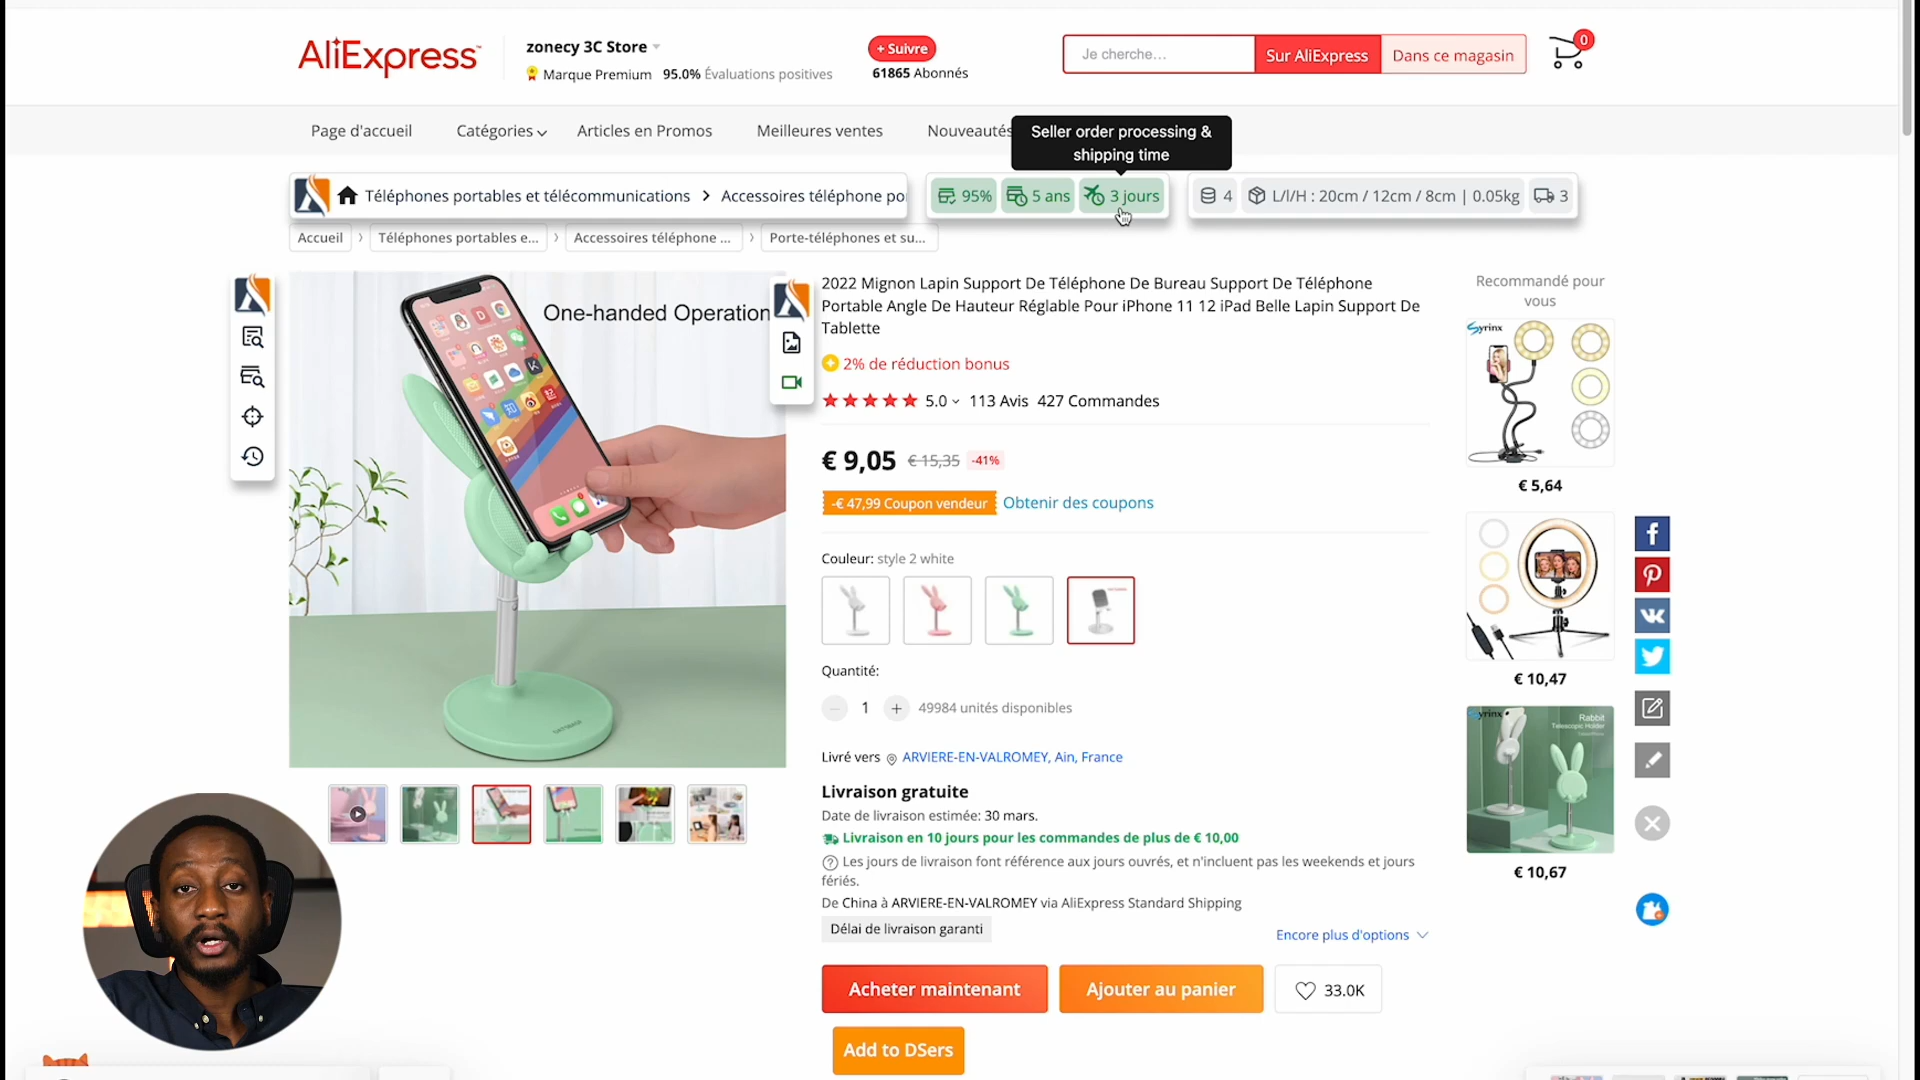 AliExpress
zonecy 3C Store
Marque Premium 95.0% Évaluations positives
+ Suivre
61865 Abonnés
Je cherche...
Sur AliExpress
Dans ce magasin
0
Page d'accueil
Catégories
Articles en Promos
Meilleures ventes
Nouveautés
Seller order processing &
shipping time
Téléphones portables et télécommunications > Accessoires téléphone po
95%
5 ans
3 jours
4
L/l/H : 20cm / 12cm / 8cm | 0.05kg
3
Accueil
Téléphones portables e...
Accessoires téléphone ...
Porte-téléphones et su...
One-handed Operation
2022 Mignon Lapin Support De Téléphone De Bureau Support De Téléphone
Portable Angle De Hauteur Réglable Pour iPhone 11 12 iPad Belle Lapin Support De
Tablette
2% de réduction bonus
5.0 113 Avis 427 Commandes
€ 9,05 € 15,35 -41%
-€ 47,99 Coupon vendeur Obtenir des coupons
Couleur: style 2 white
Quantité:
1
49984 unités disponibles
Livré vers ARVIERE-EN-VALROMEY, Ain, France
Livraison gratuite
Date de livraison estimée: 30 mars.
Livraison en 10 jours pour les commandes de plus de € 10,00
Les jours de livraison font référence aux jours ouvrés, et n'incluent pas les weekends et jours
fériés.
De China à ARVIERE-EN-VALROMEY via AliExpress Standard Shipping
Délai de livraison garanti
Encore plus d'options
Acheter maintenant
Ajouter au panier
33.0K
Add to DSers
Recommandé pour
vous
Syrinx
€ 5,64
€ 10,47
Syrinx
Rabbit
Telescopic Holder
€ 10,67